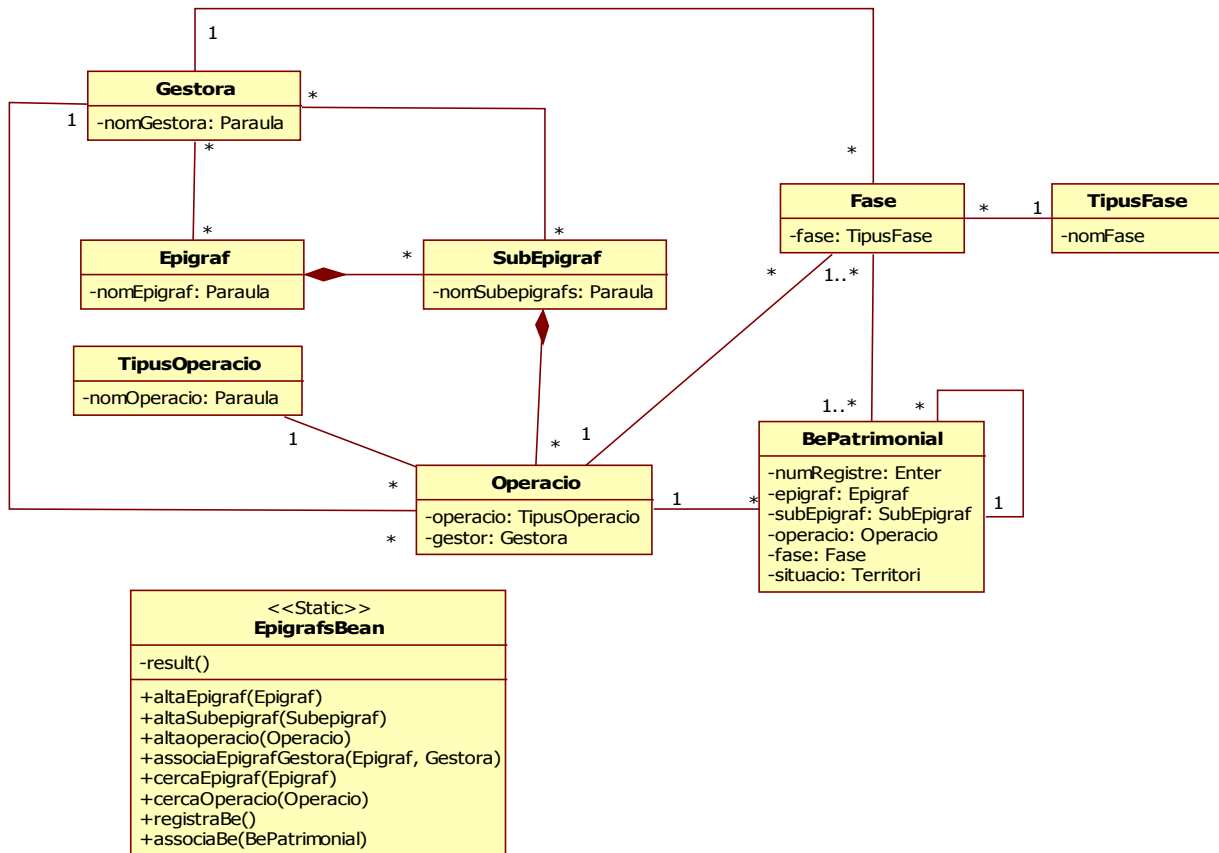 1
Gestora
-nomGestora: Paraula
1
*
*
*
Fase
-fase: TipusFase
*
1
TipusFase
-nomFase
*
*
Epigraf
-nomEpigraf: Paraula
*
SubEpigraf
-nomSubepigrafs: Paraula
*
1..*
TipusOperacio
-nomOperacio: Paraula
1
*
1
1..*
*
BePatrimonial
-numRegistre: Enter
-epigraf: Epigraf
-subEpigraf: SubEpigraf
-operacio: Operacio
-fase: Fase
-situacio: Territori
1
*
Operacio
-operacio: TipusOperacio
-gestor: Gestora
*
1
*
<<Static>>
EpigrafsBean
-result()
+altaEpigraf(Epigraf)
+altaSubepigraf(Subepigraf)
+altaoperacio(Operacio)
+associaEpigrafGestora(Epigraf, Gestora)
+cercaEpigraf(Epigraf)
+cercaOperacio(Operacio)
+registraBe()
+associaBe(BePatrimonial)